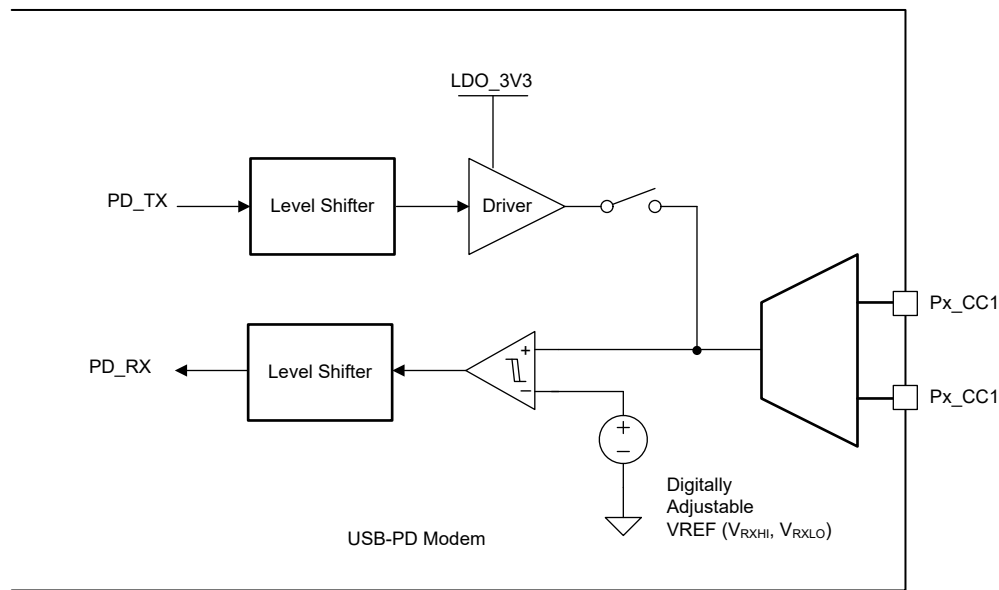 LDO_3V3
PD_TX
Level Shifter
Driver
Px_CC1
PD_RX
Level Shifter
Px_CC1
Digitally
Adjustable
VREF (VRXHI, VRXLO)
USB-PD Modem